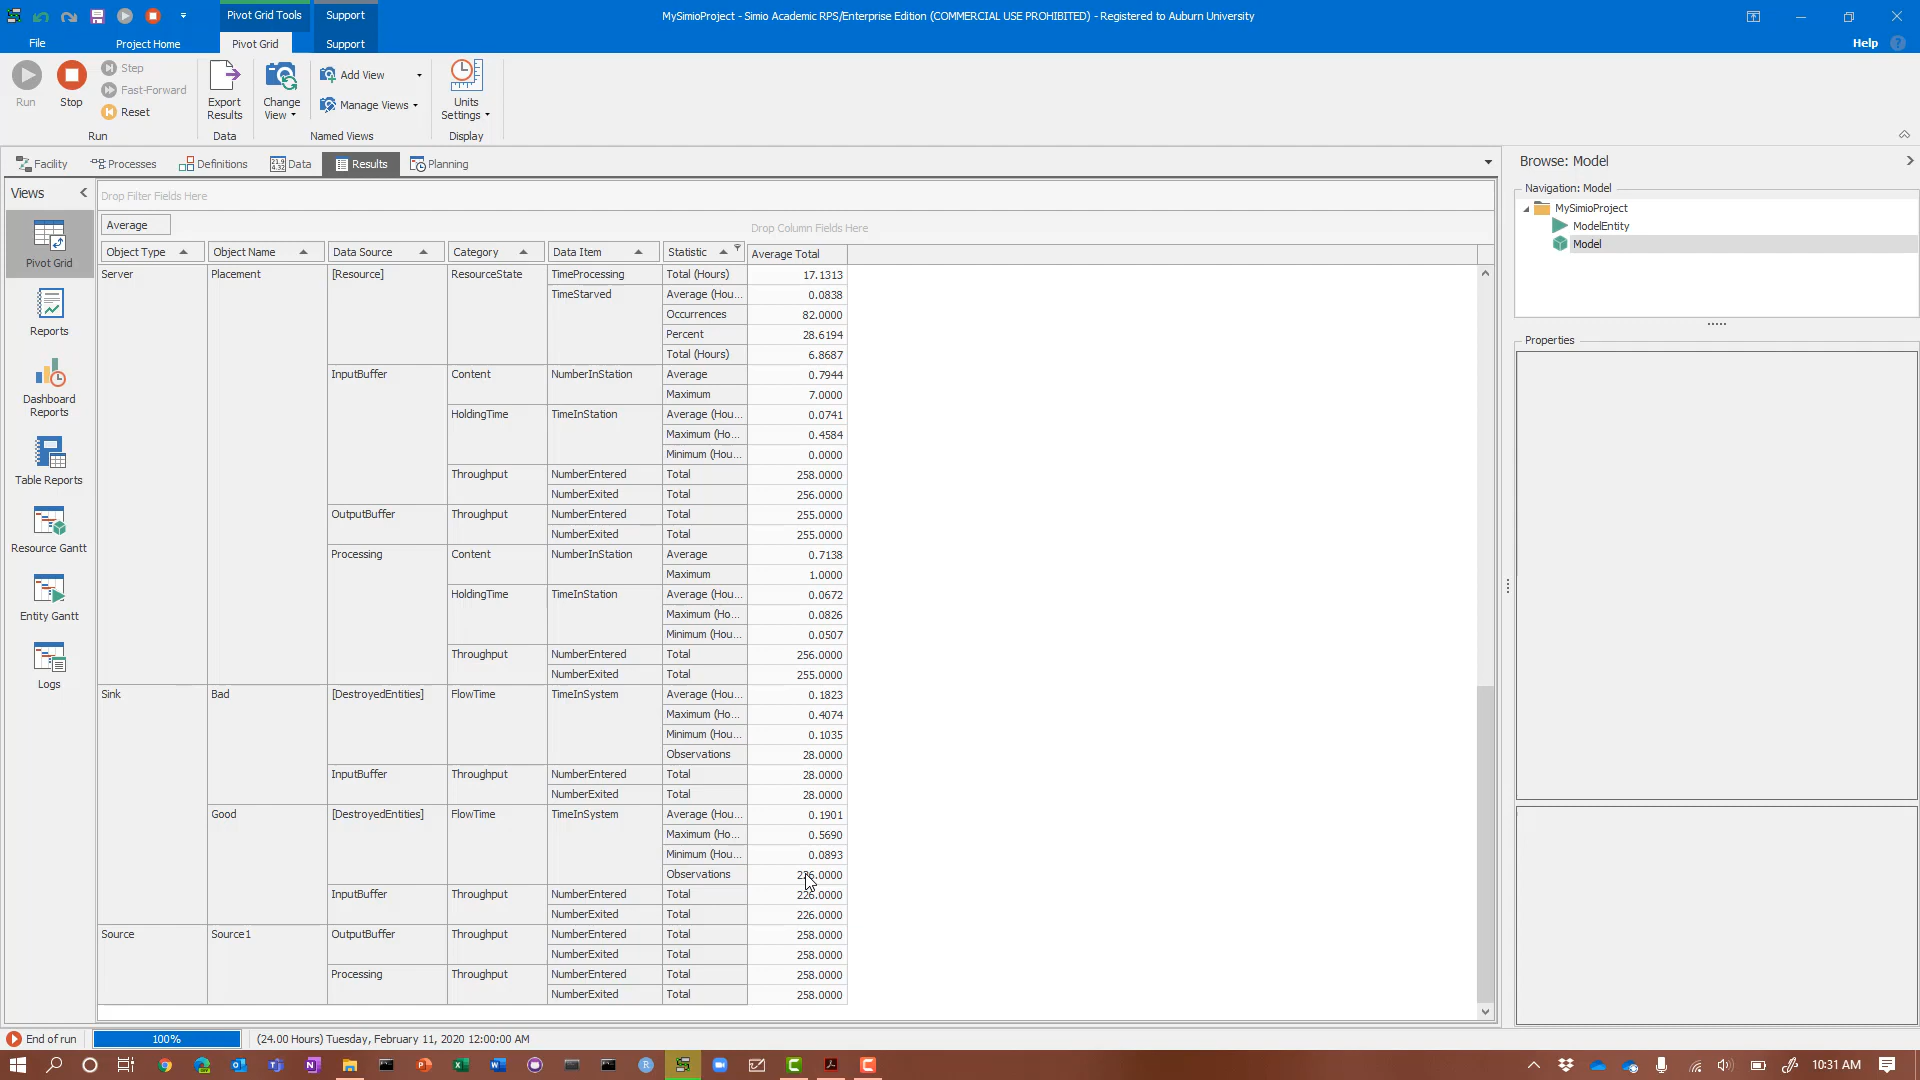 Pivot Grid Tools Support MySimioProject - Simio Academic RPS/Enterprise Edition (COMMERCIAL USE PROHIBITED) - Registered to Auburn University
File Project Home Pivot Grid Support Help
Run Stop Step Fast-Forward Reset Export Results Change View Add View Manage Views Units Settings
Run Data Named Views Display
Facility Processes Definitions Data Results Planning Browse: Model
Views Drop Filter Fields Here Navigation: Model
MySimioProject
ModelEntity
Model
Properties
Pivot Grid
Reports
Dashboard Reports
Table Reports
Resource Gantt
Entity Gantt
Logs
Average Drop Column Fields Here
Object Type Object Name Data Source Category Data Item Statistic Average Total
Server Placement [Resource] ResourceState TimeProcessing Total (Hours) 17.1313
TimeStarved Average (Hou... 0.0838
Occurrences 82.0000
Percent 28.6194
Total (Hours) 6.8687
InputBuffer Content NumberInStation Average 0.7944
Maximum 7.0000
HoldingTime TimeInStation Average (Hou... 0.0741
Maximum (Ho... 0.4584
Minimum (Hou... 0.0000
Throughput NumberEntered Total 258.0000
NumberExited Total 256.0000
OutputBuffer Throughput NumberEntered Total 255.0000
NumberExited Total 255.0000
Processing Content NumberInStation Average 0.7138
Maximum 1.0000
HoldingTime TimeInStation Average (Hou... 0.0672
Maximum (Ho... 0.0826
Minimum (Hou... 0.0507
Throughput NumberEntered Total 256.0000
NumberExited Total 255.0000
Sink Bad [DestroyedEntities] FlowTime TimeInSystem Average (Hou... 0.1823
Maximum (Ho... 0.4074
Minimum (Hou... 0.1035
Observations 28.0000
InputBuffer Throughput NumberEntered Total 28.0000
NumberExited Total 28.0000
Good [DestroyedEntities] FlowTime TimeInSystem Average (Hou... 0.1901
Maximum (Ho... 0.5690
Minimum (Hou... 0.0893
Observations 226.0000
InputBuffer Throughput NumberEntered Total 226.0000
NumberExited Total 226.0000
Source Source1 OutputBuffer Throughput NumberEntered Total 258.0000
NumberExited Total 258.0000
Processing Throughput NumberEntered Total 258.0000
NumberExited Total 258.0000
End of run 100% (24.00 Hours) Tuesday, February 11, 2020 12:00:00 AM
10:31 AM